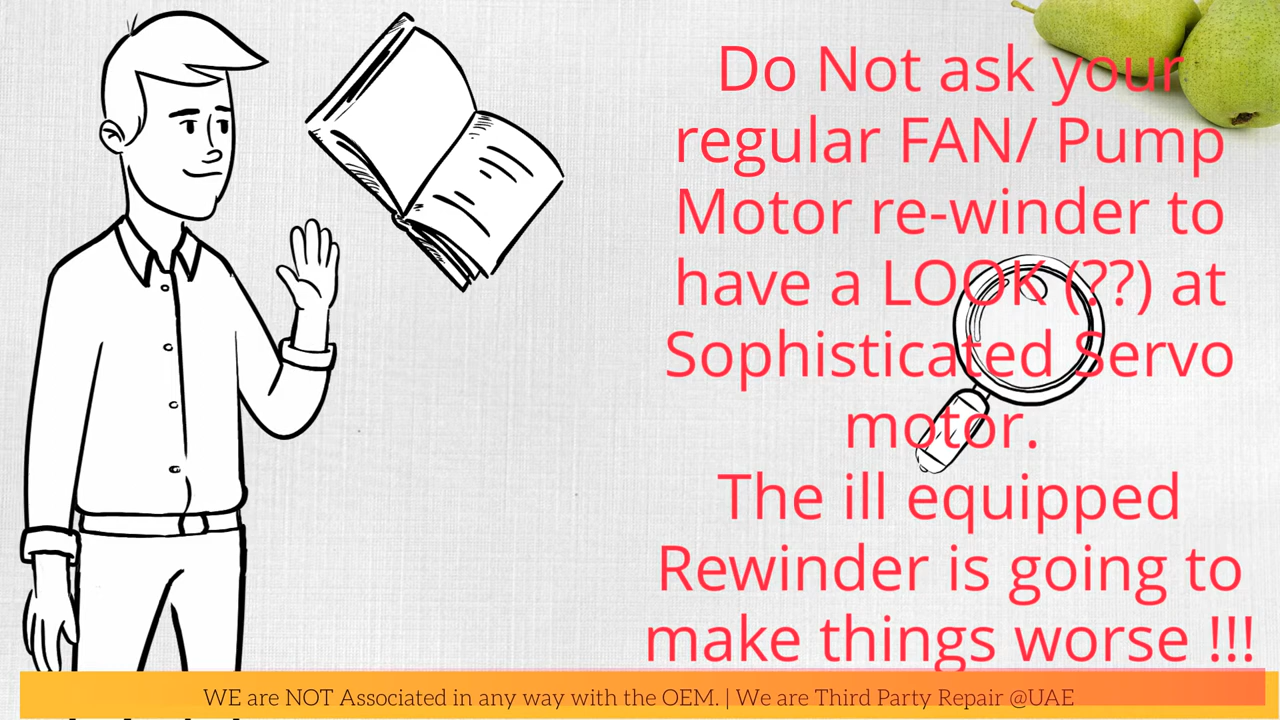 Do Not ask your
regular FAN/ Pump
Motor re-winder to
have a LOOK (??) at
Sophisticated Servo
motor.
The ill equipped
Rewinder is going to
make things worse !!!
WE are NOT Associated in any way with the OEM. | We are Third Party Repair @UAE